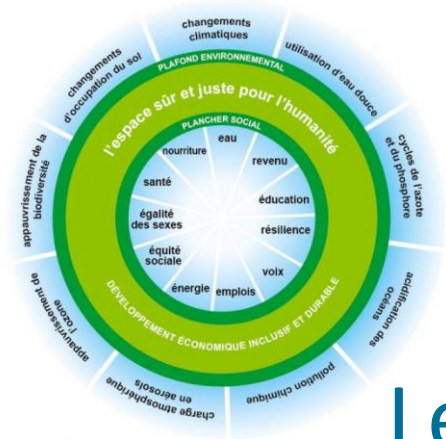 changements
climatiques
utilisation d'eau douce
cycles de l'azote
et du phosphore
acidification des
océans
pollution chimique
charge atmosphérique
en aérosols
appauvrissement de
l'ozone
appauvrissement de la
biodiversité
changements
d'occupation du sol
PLAFOND ENVIRONNEMENTAL
l'espace sûr et juste pour l'humanité
PLANCHER SOCIAL
eau
revenu
éducation
résilience
voix
emplois
énergie
équité
sociale
égalité
des sexes
santé
nourriture
DÉVELOPPEMENT ÉCONOMIQUE INCLUSIF ET DURABLE
Le